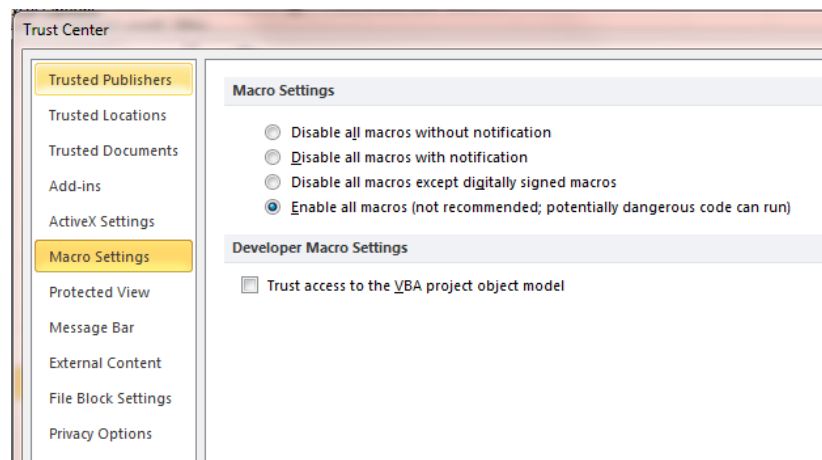 Trust Center
Trusted Publishers
Trusted Locations
Trusted Documents
Add-ins
ActiveX Settings
Macro Settings
Protected View
Message Bar
External Content
File Block Settings
Privacy Options
Macro Settings
Disable all macros without notification
Disable all macros with notification
Disable all macros except digitally signed macros
Enable all macros (not recommended; potentially dangerous code can run)
Developer Macro Settings
Trust access to the VBA project object model